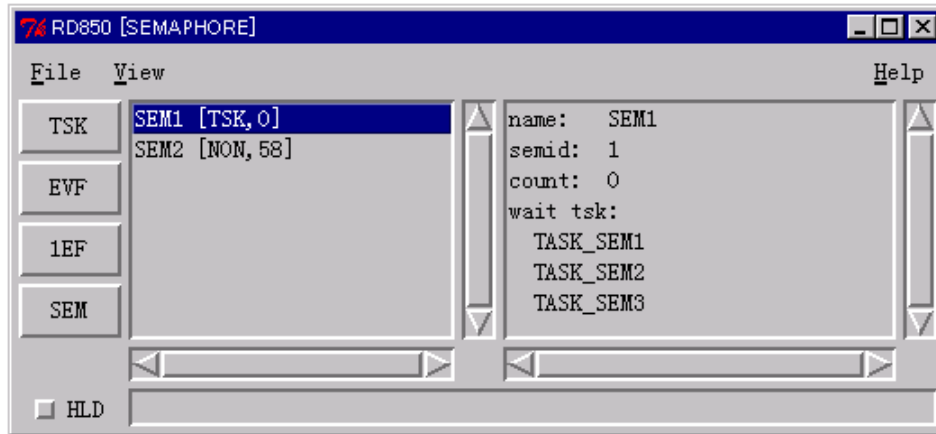 RD850 [SEMAPHORE]
File View Help
TSK
EVF
1EF
SEM
SEM1 [TSK,0]
SEM2 [NON,58]
name: SEM1
semid: 1
count: 0
wait tsk:
TASK_SEM1
TASK_SEM2
TASK_SEM3
HLD